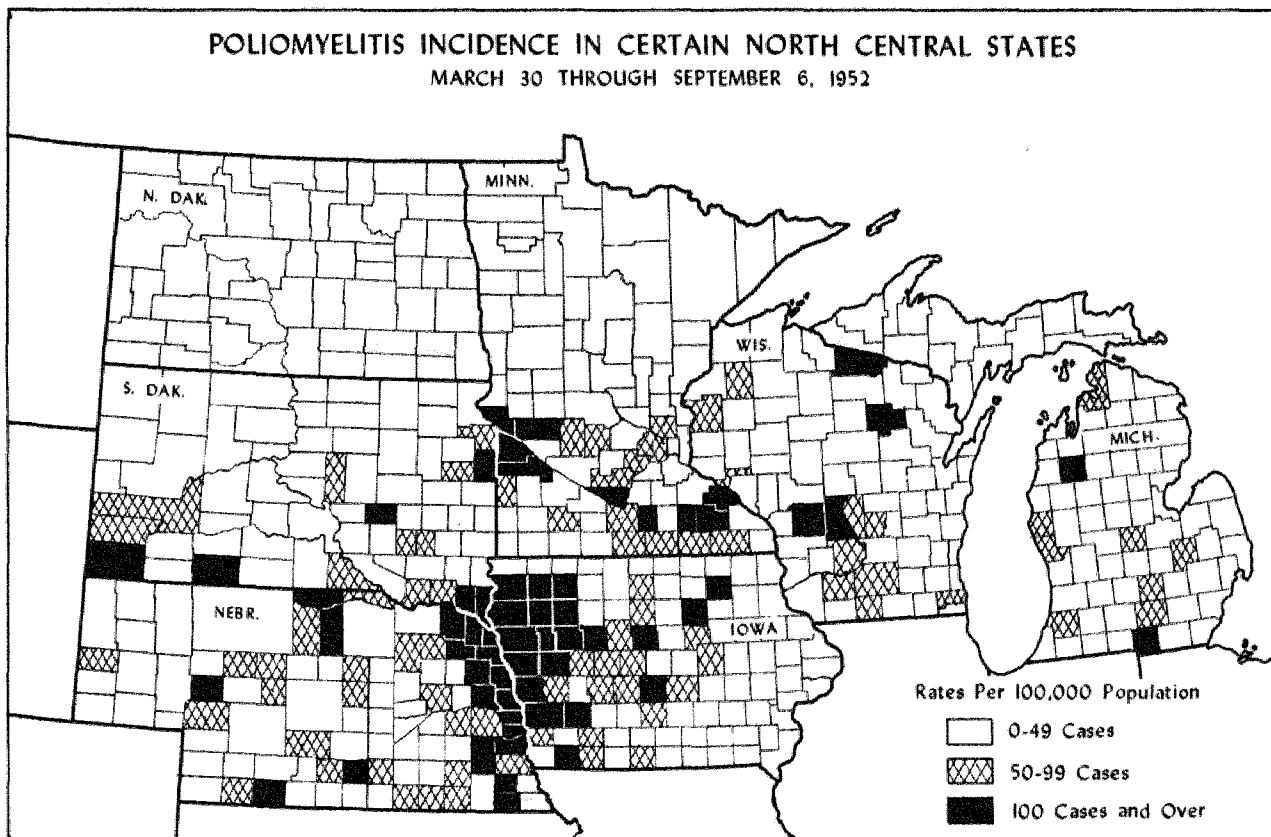 POLIOMYELITIS INCIDENCE IN CERTAIN NORTH CENTRAL STATES
MARCH 30 THROUGH SEPTEMBER 6, 1952
N. DAK.
MINN.
WIS.
S. DAK.
MICH.
NEBR.
IOWA
Rates Per 100,000 Population
0-49 Cases
50-99 Cases
100 Cases and Over